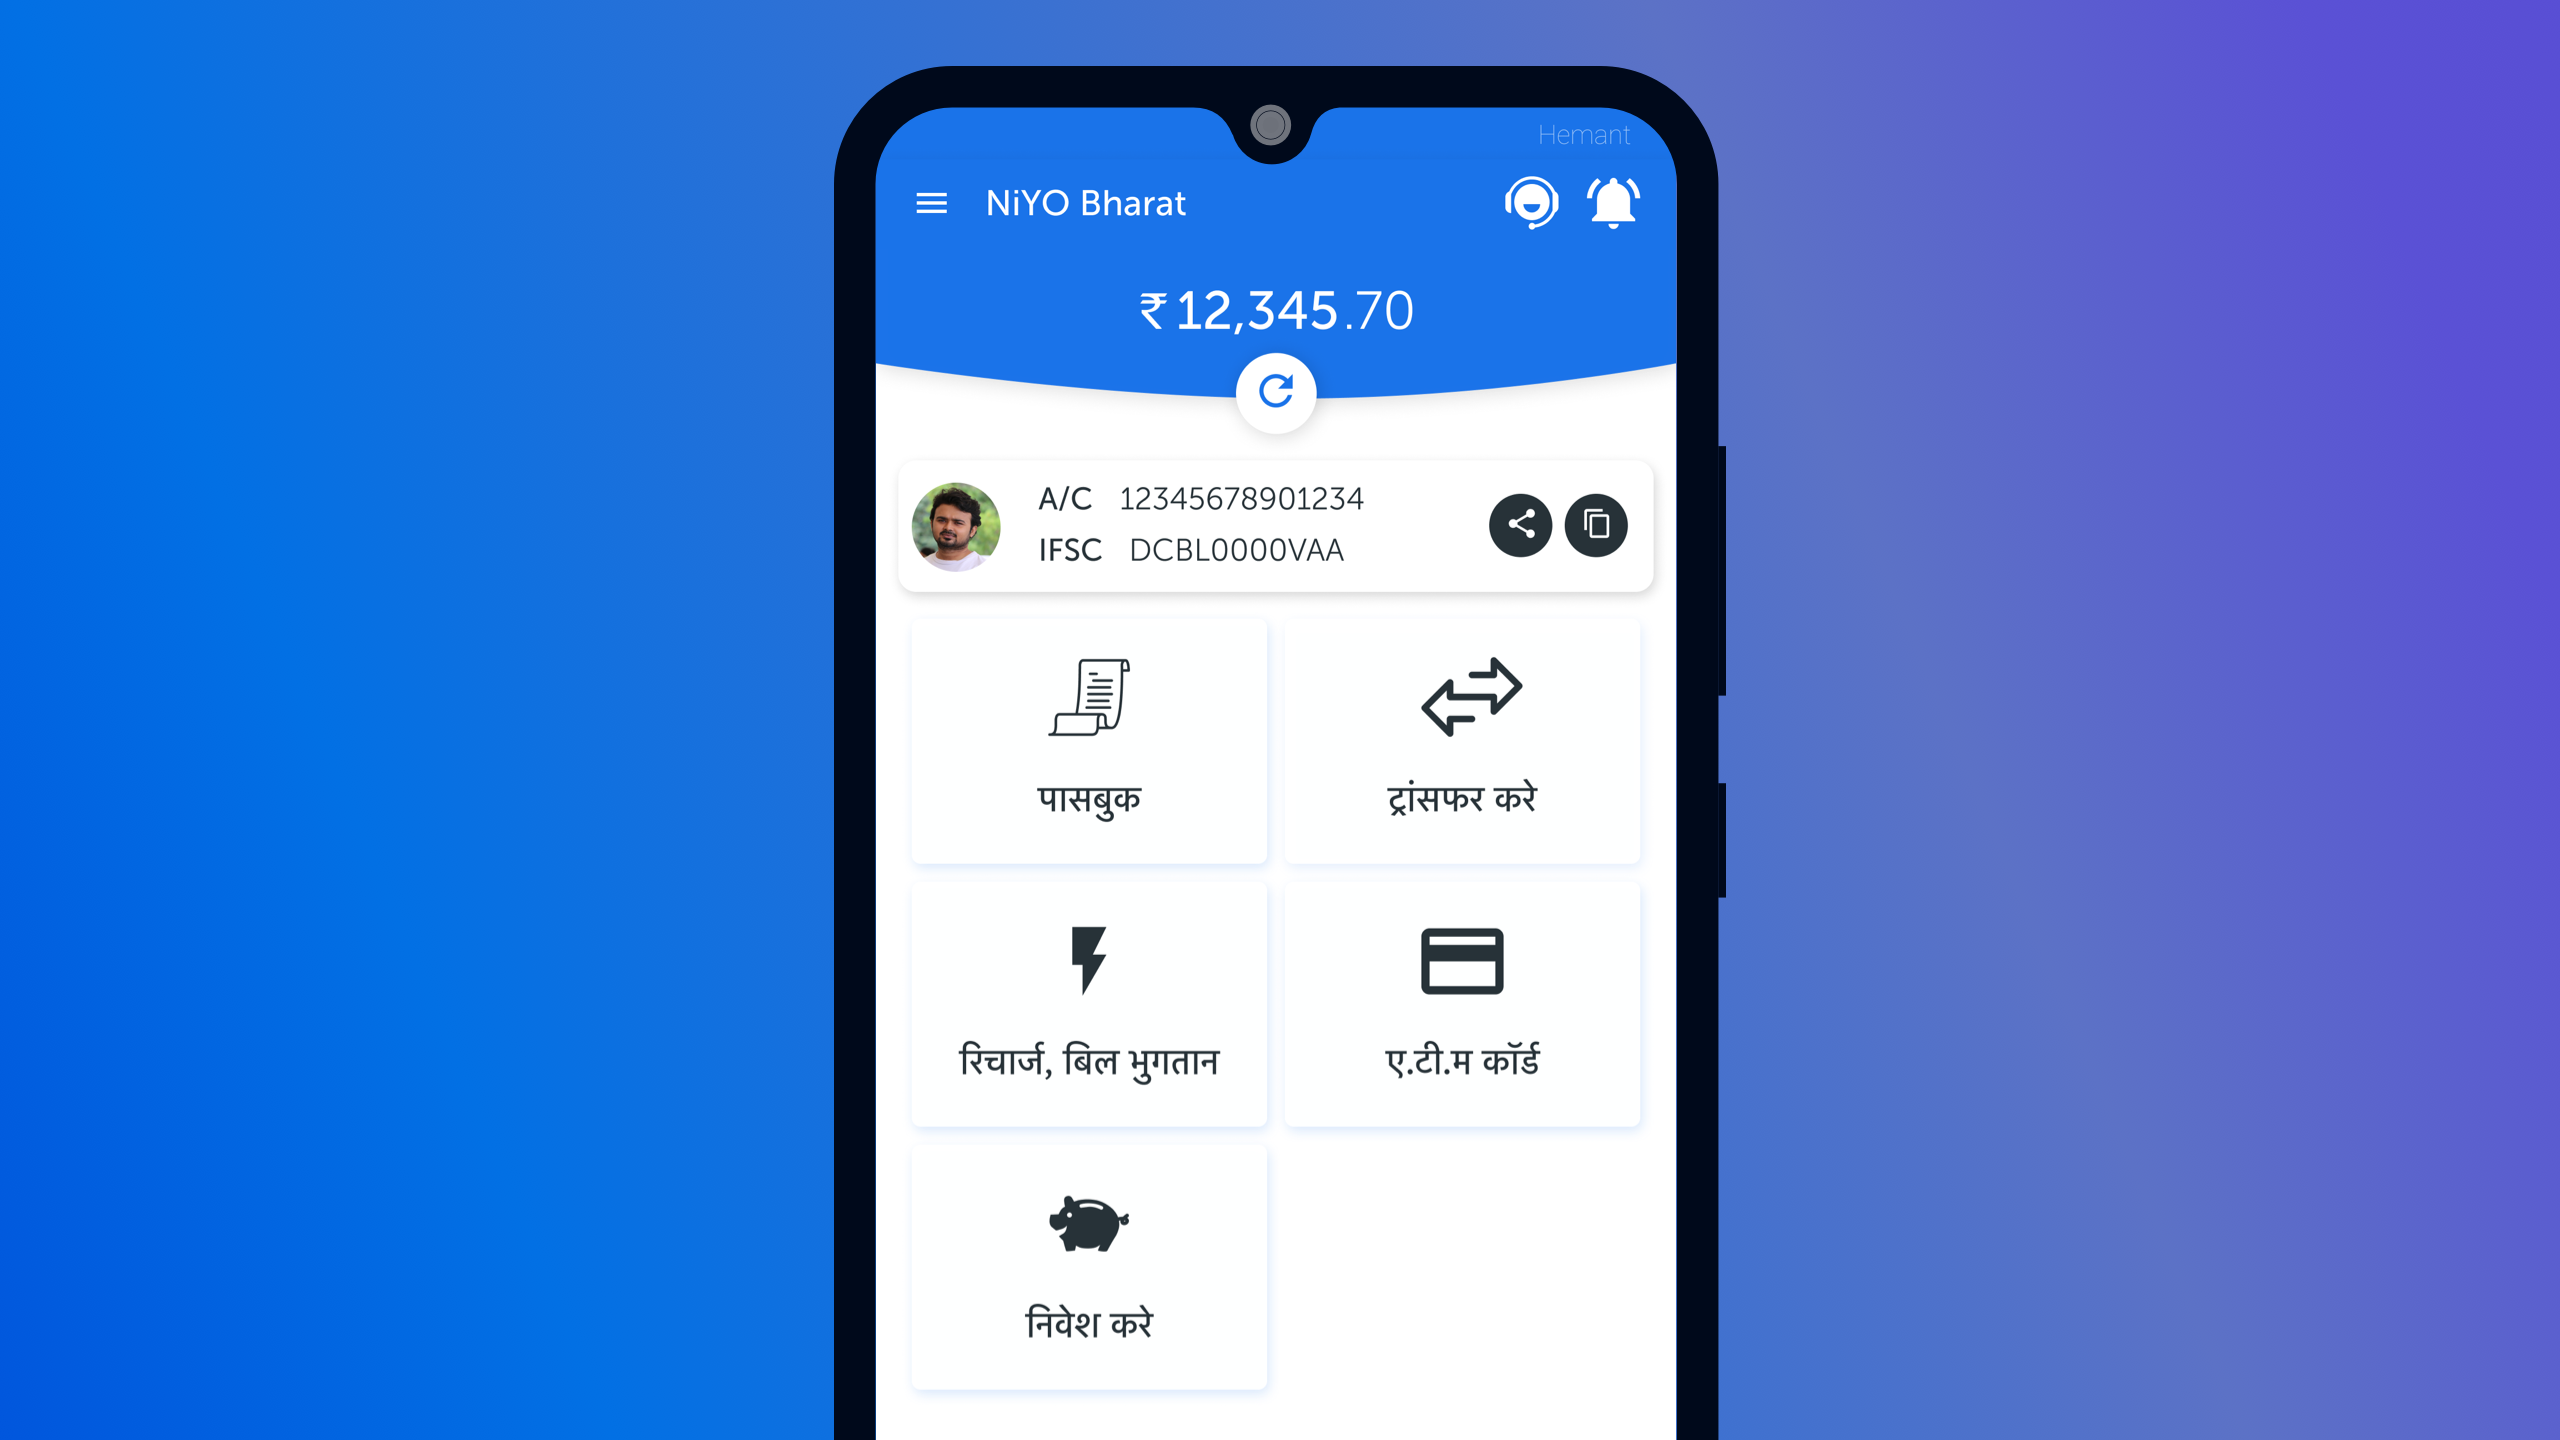 Hemant
NiYO Bharat
₹12,345.70
A/C 12345678901234
IFSC DCBL0000VAA
पासबुक
ट्रांसफर करे
रिचार्ज, बिल भुगतान
ए.टी.म कॉर्ड
निवेश करे